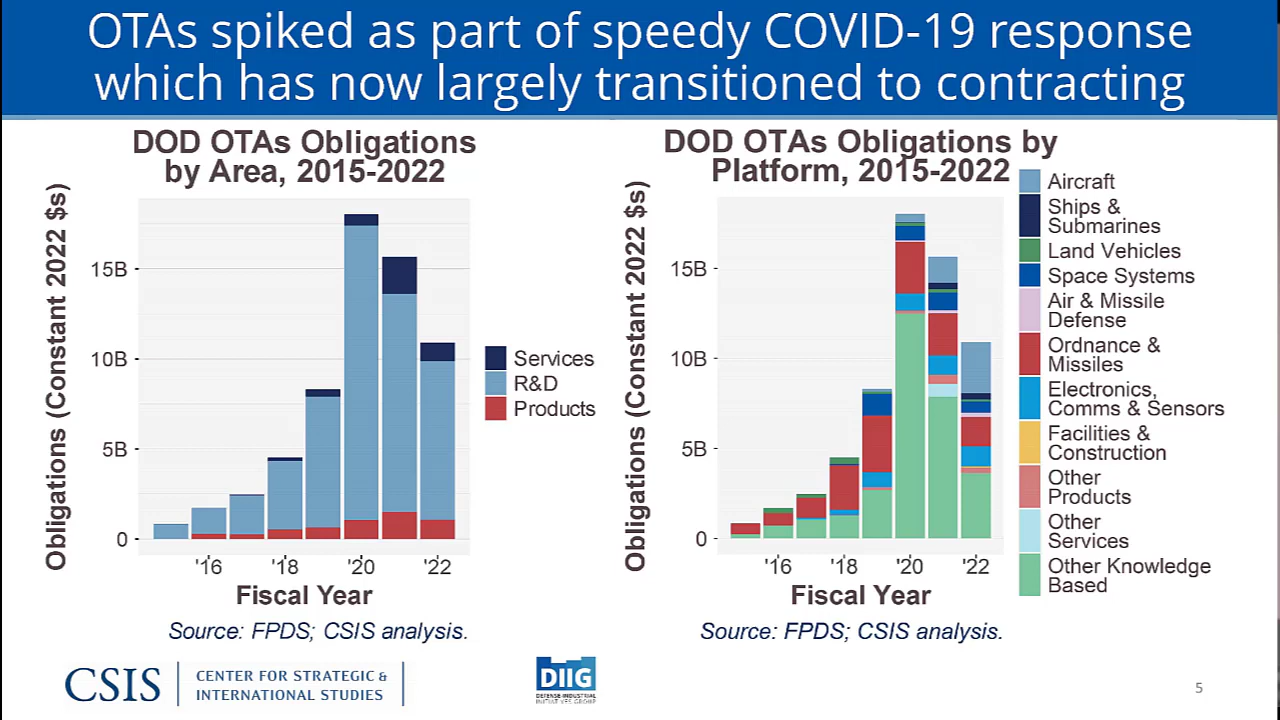 OTAs spiked as part of speedy COVID-19 response
which has now largely transitioned to contracting
DOD OTAs Obligations
by Area, 2015-2022
Obligations (Constant 2022 $s)
15B
10B
5B
0
'16
'18
'20
'22
Fiscal Year
Services
R&D
Products
Source: FPDS; CSIS analysis.
DOD OTAs Obligations by
Platform, 2015-2022
Obligations (Constant 2022 $s)
15B
10B
5B
0
'16
'18
'20
'22
Fiscal Year
Aircraft
Ships &
Submarines
Land Vehicles
Space Systems
Air & Missile
Defense
Ordnance &
Missiles
Electronics,
Comms & Sensors
Facilities &
Construction
Other
Products
Other
Services
Other Knowledge
Based
Source: FPDS; CSIS analysis.
CSIS
CENTER FOR STRATEGIC &
INTERNATIONAL STUDIES
DIIG
DEFENSE-INDUSTRIAL
INITIATIVES GROUP
5